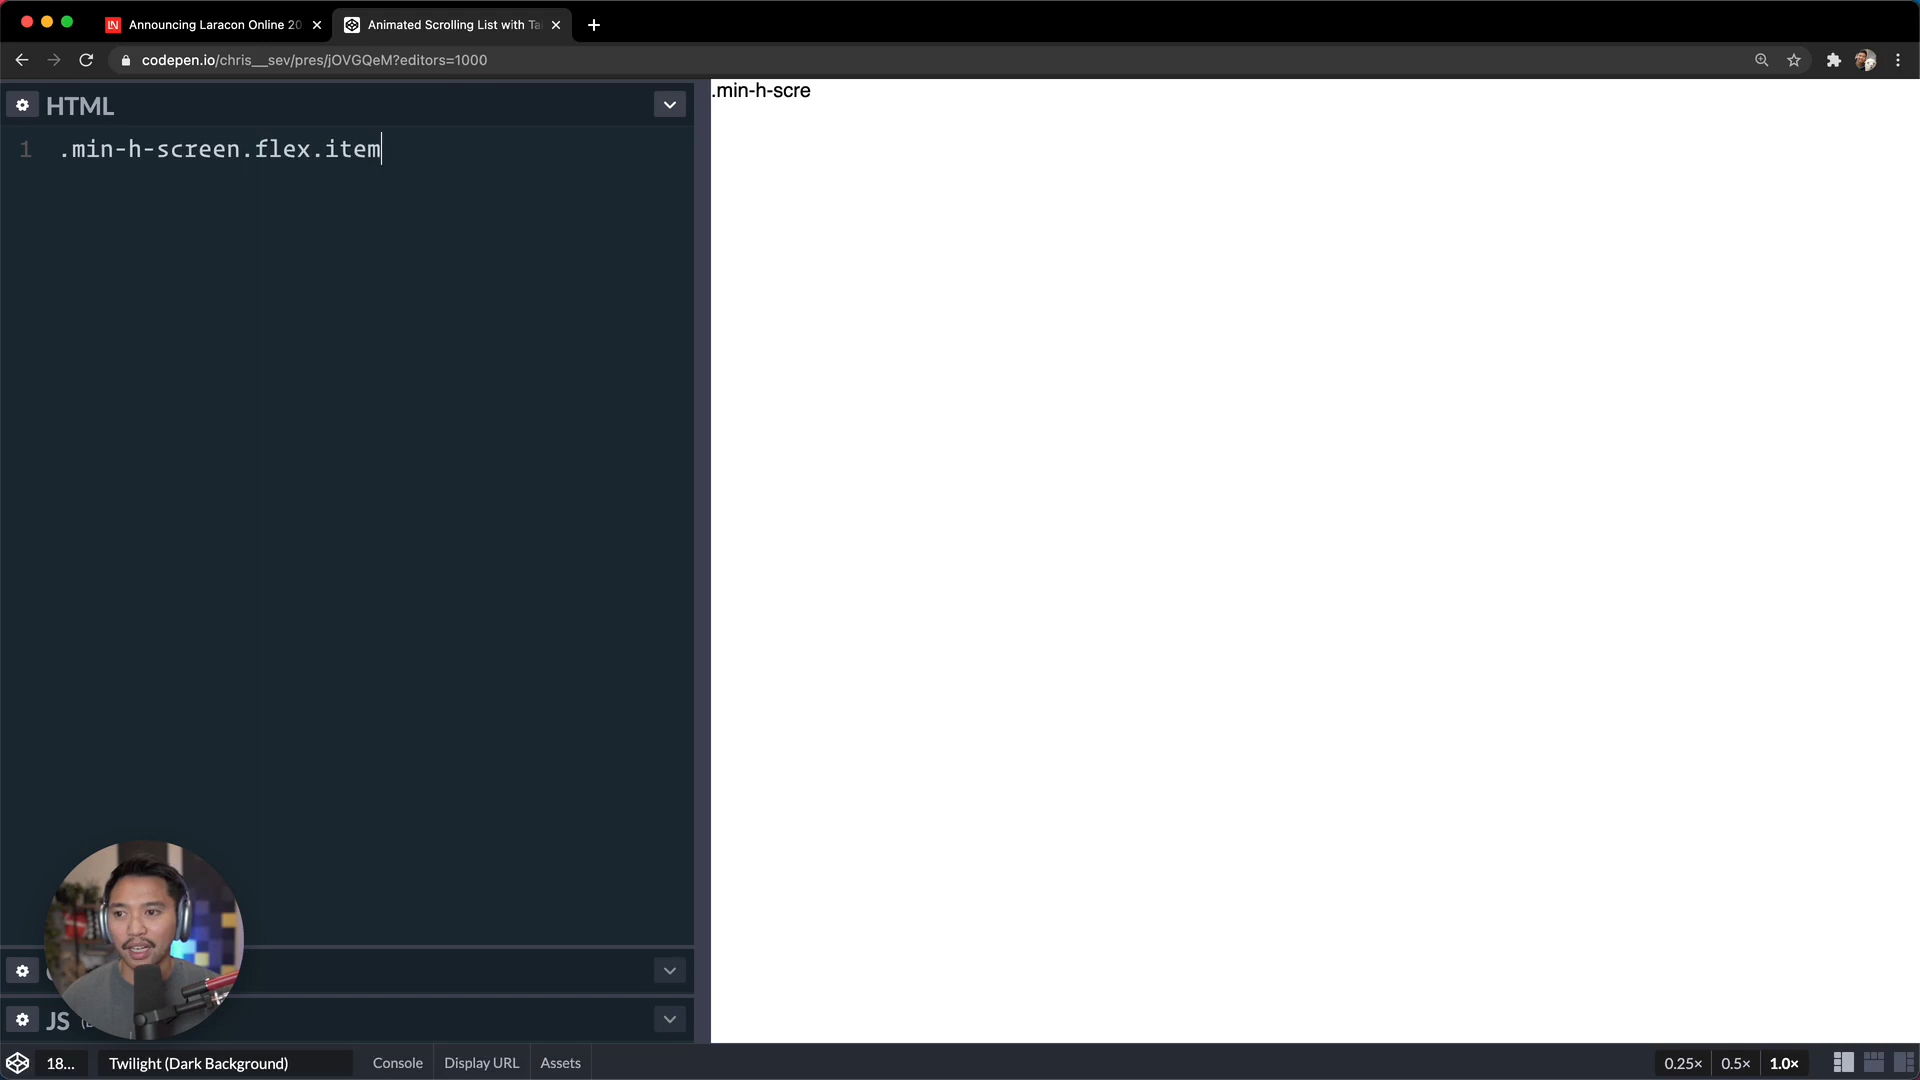 LN Announcing Laracon Online 20
Animated Scrolling List with Ta
codepen.io/chris__sev/pres/jOVGQeM?editors=1000
HTML
.min-h-scre
1 .min-h-screen.flex.item
JS
18...
Twilight (Dark Background)
Console
Display URL
Assets
0.25×
0.5×
1.0×